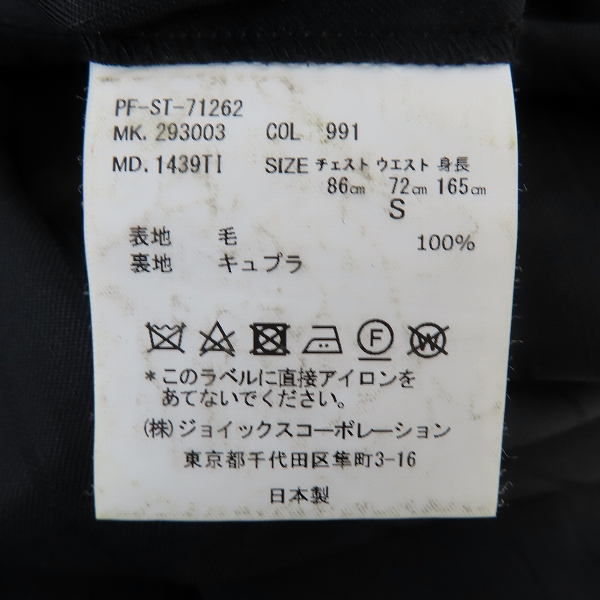 PF-ST-71262
MK. 293003 COL 991
MD. 1439TI SIZE チェスト ウエスト 身長
86cm 72cm 165cm
S
表地 毛 100%
裏地 キュプラ
F W
*このラベルに直接アイロンを
あてないでください。
(株)ジョイックスコーポレーション
東京都千代田区隼町3-16
日本製